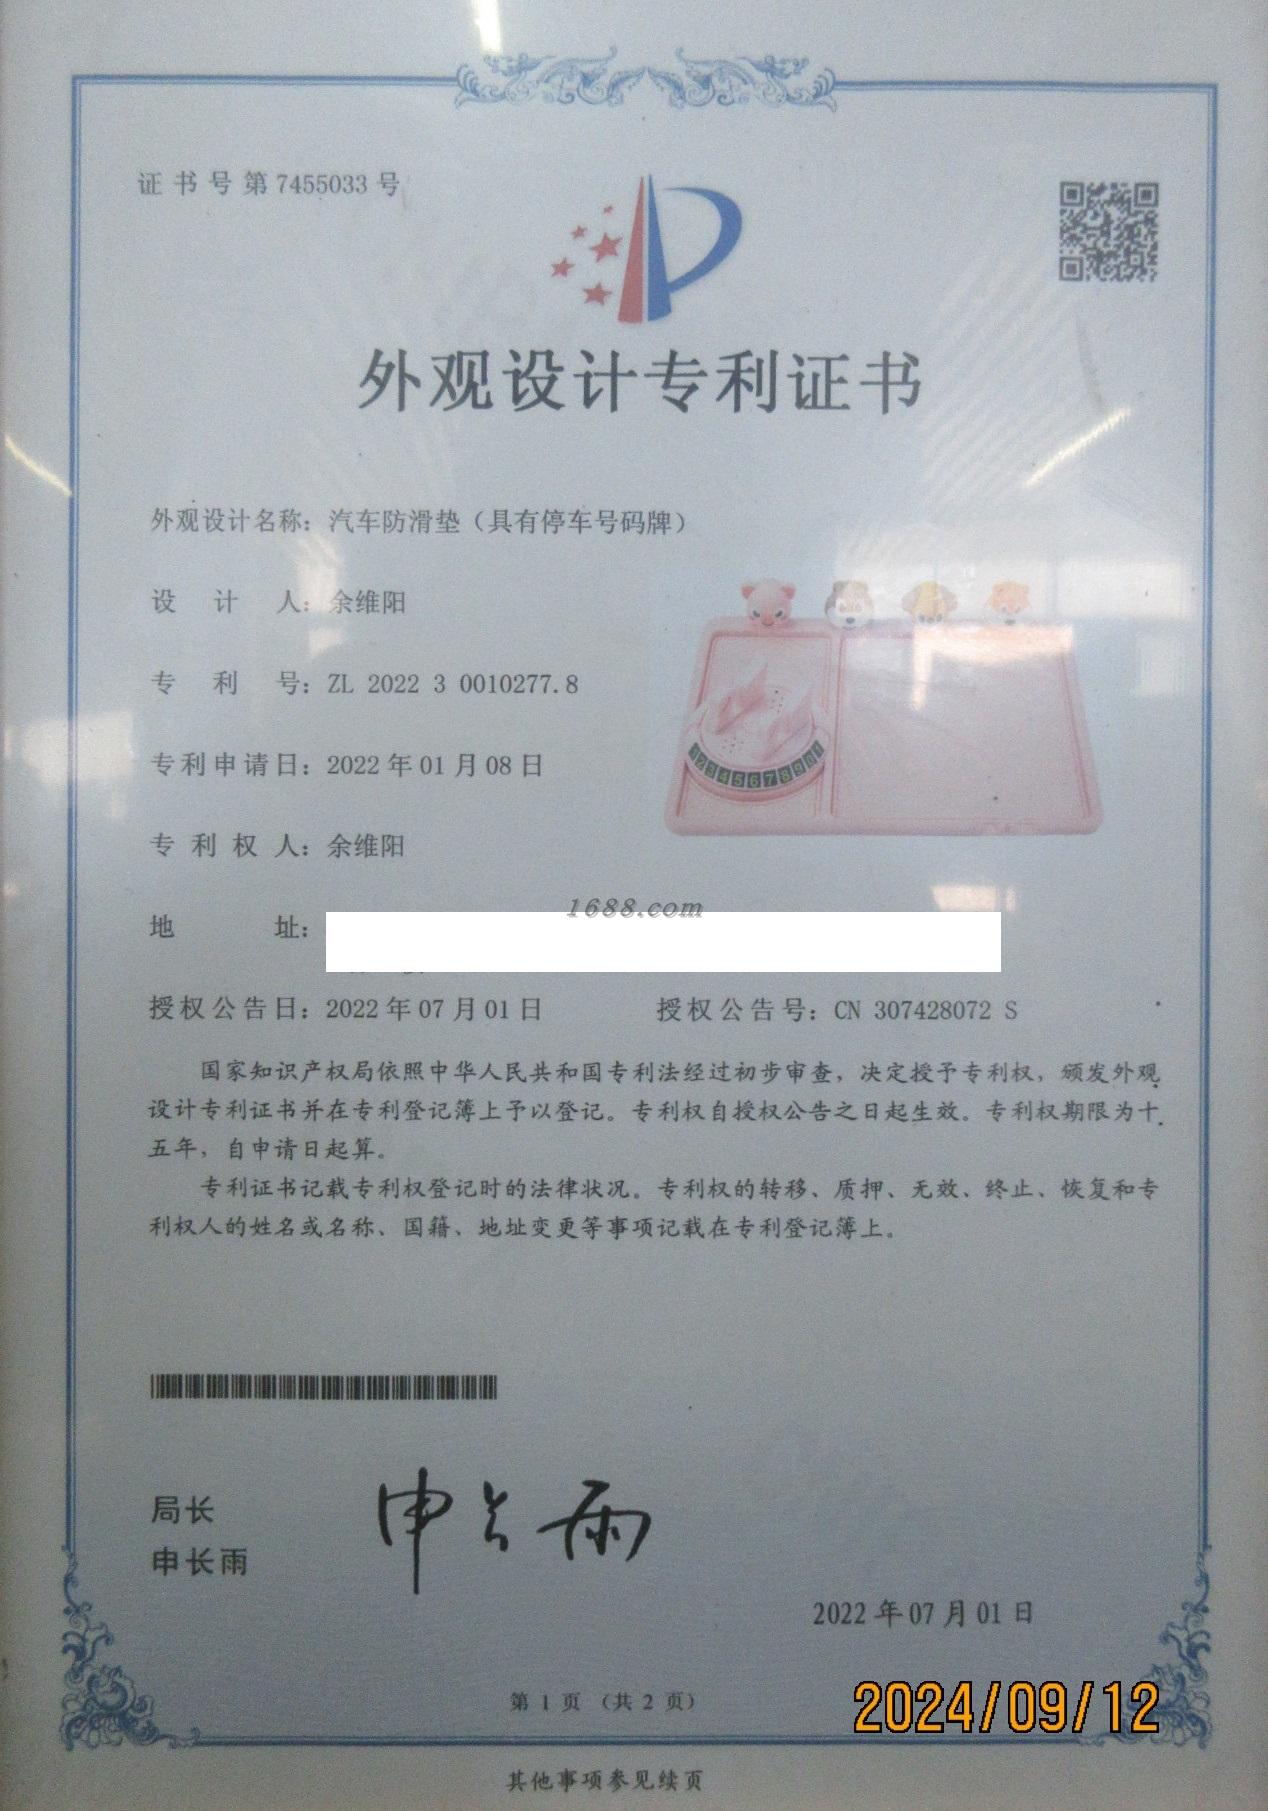 证书号第7455033号
外观设计专利证书
外观设计名称：汽车防滑垫（具有停车号码牌）
设计人：余维阳
专利号：ZL 2022 3 0010277.8
专利申请日：2022年01月08日
专利权人：余维阳
1688.com
地址：
授权公告日：2022年07月01日 授权公告号：CN 307428072 S
国家知识产权局依照中华人民共和国专利法经过初步审查，决定授予专利权，颁发外观
设计专利证书并在专利登记簿上予以登记。专利权自授权公告之日起生效。专利权期限为十
五年，自申请日起算。
专利证书记载专利权登记时的法律状况。专利权的转移、质押、无效、终止、恢复和专
利权人的姓名或名称、国籍、地址变更等事项记载在专利登记簿上。
局长
申长雨
申长雨
2022年07月01日
第 1 页 （共 2 页）
2024/09/12
其他事项参见续页